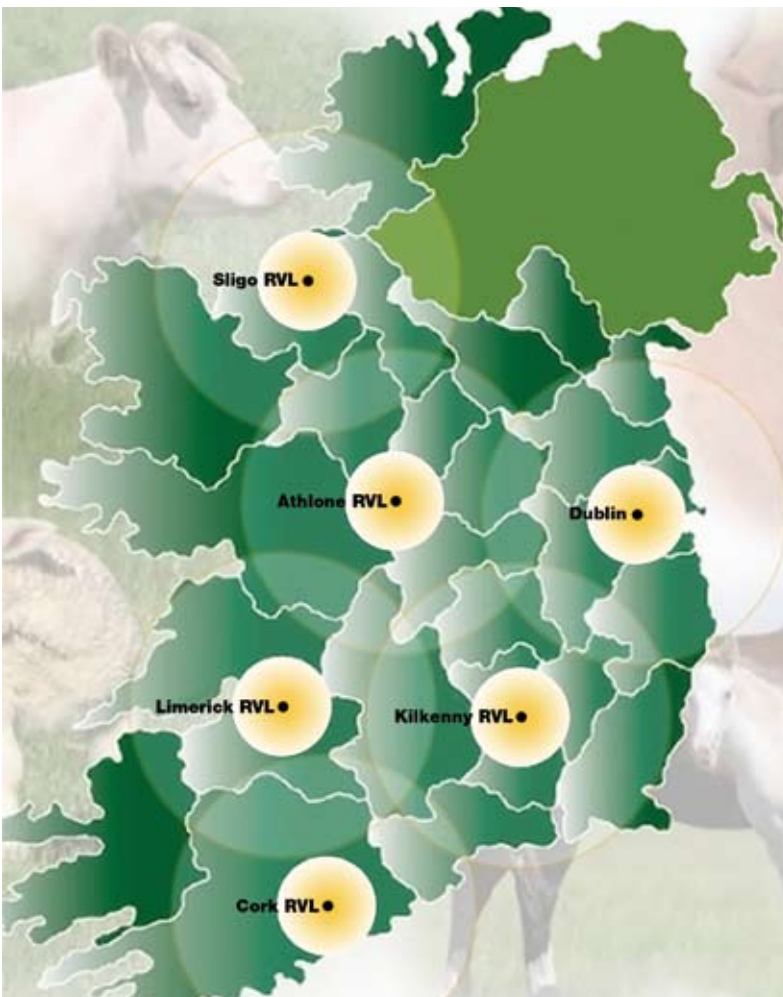 Sligo RVL
Athlone RVL
Dublin
Limerick RVL
Kilkenny RVL
Cork RVL